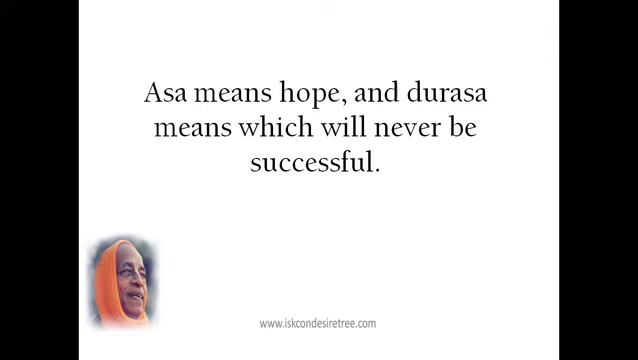 Asa means hope, and durasa
means which will never be
successful.
www.iskcondesiretree.com